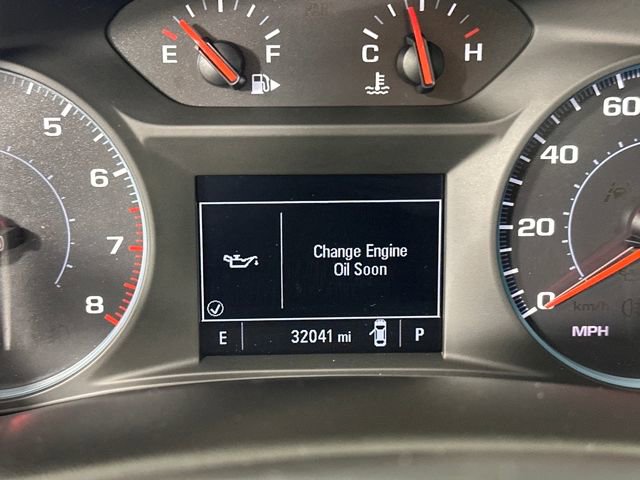 E F
C H
5
6
7
8
60
40
20
0
km/h
MPH
Change Engine
Oil Soon
E 32041 mi P